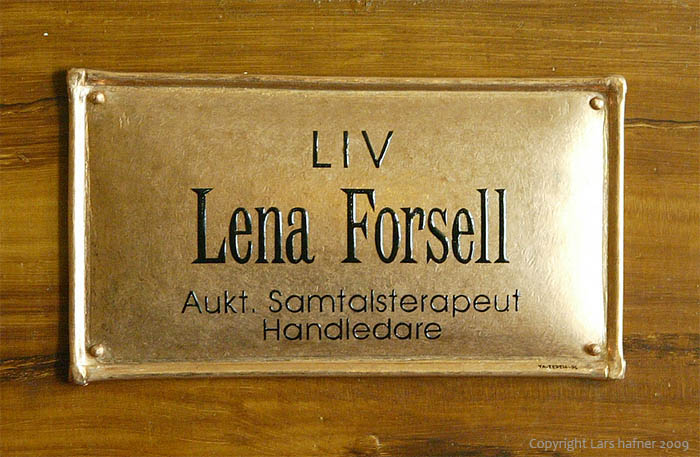 LIV
Lena Forsell
Aukt. Samtalsterapeut
Handledare
Copyright Lars hafner 2009